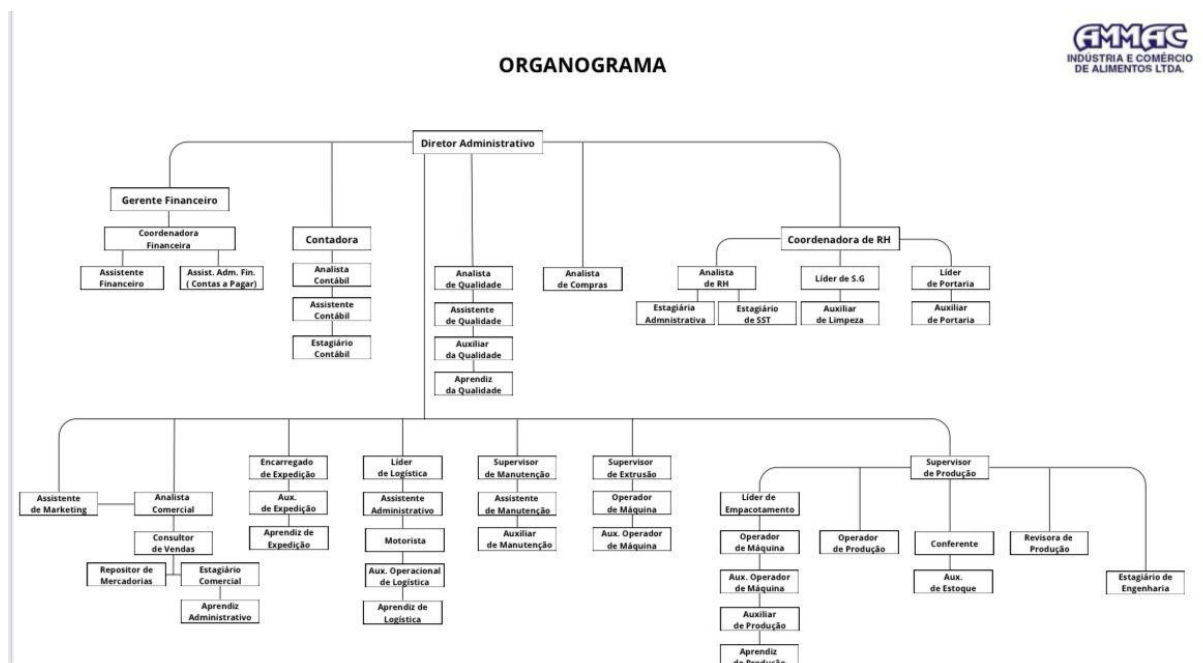 AMMAC
INDÚSTRIA E COMÉRCIO
DE ALIMENTOS LTDA.
ORGANOGRAMA
Diretor Administrativo
Gerente Financeiro
Coordenadora
Financeira
Assistente
Financeiro
Assist. Adm. Fin.
( Contas a Pagar)
Contadora
Analista
Contábil
Assistente
Contábil
Estagiário
Contábil
Analista
de Qualidade
Assistente
de Qualidade
Auxiliar
da Qualidade
Aprendiz
da Qualidade
Analista
de Compras
Coordenadora de RH
Analista
de RH
Estagiária
Admnistrativa
Estagiário
de SST
Líder de S.G
Auxiliar
de Limpeza
Líder
de Portaria
Auxiliar
de Portaria
Assistente
de Marketing
Analista
Comercial
Consultor
de Vendas
Repositor de
Mercadorias
Estagiário
Comercial
Aprendiz
Administrativo
Encarregado
de Expedição
Aux.
de Expedição
Aprendiz de
Expedição
Líder
de Logística
Assistente
Administrativo
Motorista
Aux. Operacional
de Logística
Aprendiz de
Logística
Supervisor
de Manutenção
Assistente
de Manutenção
Auxiliar
de Manutenção
Supervisor
de Extrusão
Operador
de Máquina
Aux. Operador
de Máquina
Supervisor
de Produção
Líder de
Empacotamento
Operador
de Máquina
Aux. Operador
de Máquina
Auxiliar
de Produção
Aprendiz
de Produção
Operador
de Produção
Conferente
Aux.
de Estoque
Revisora de
Produção
Estagiário de
Engenharia